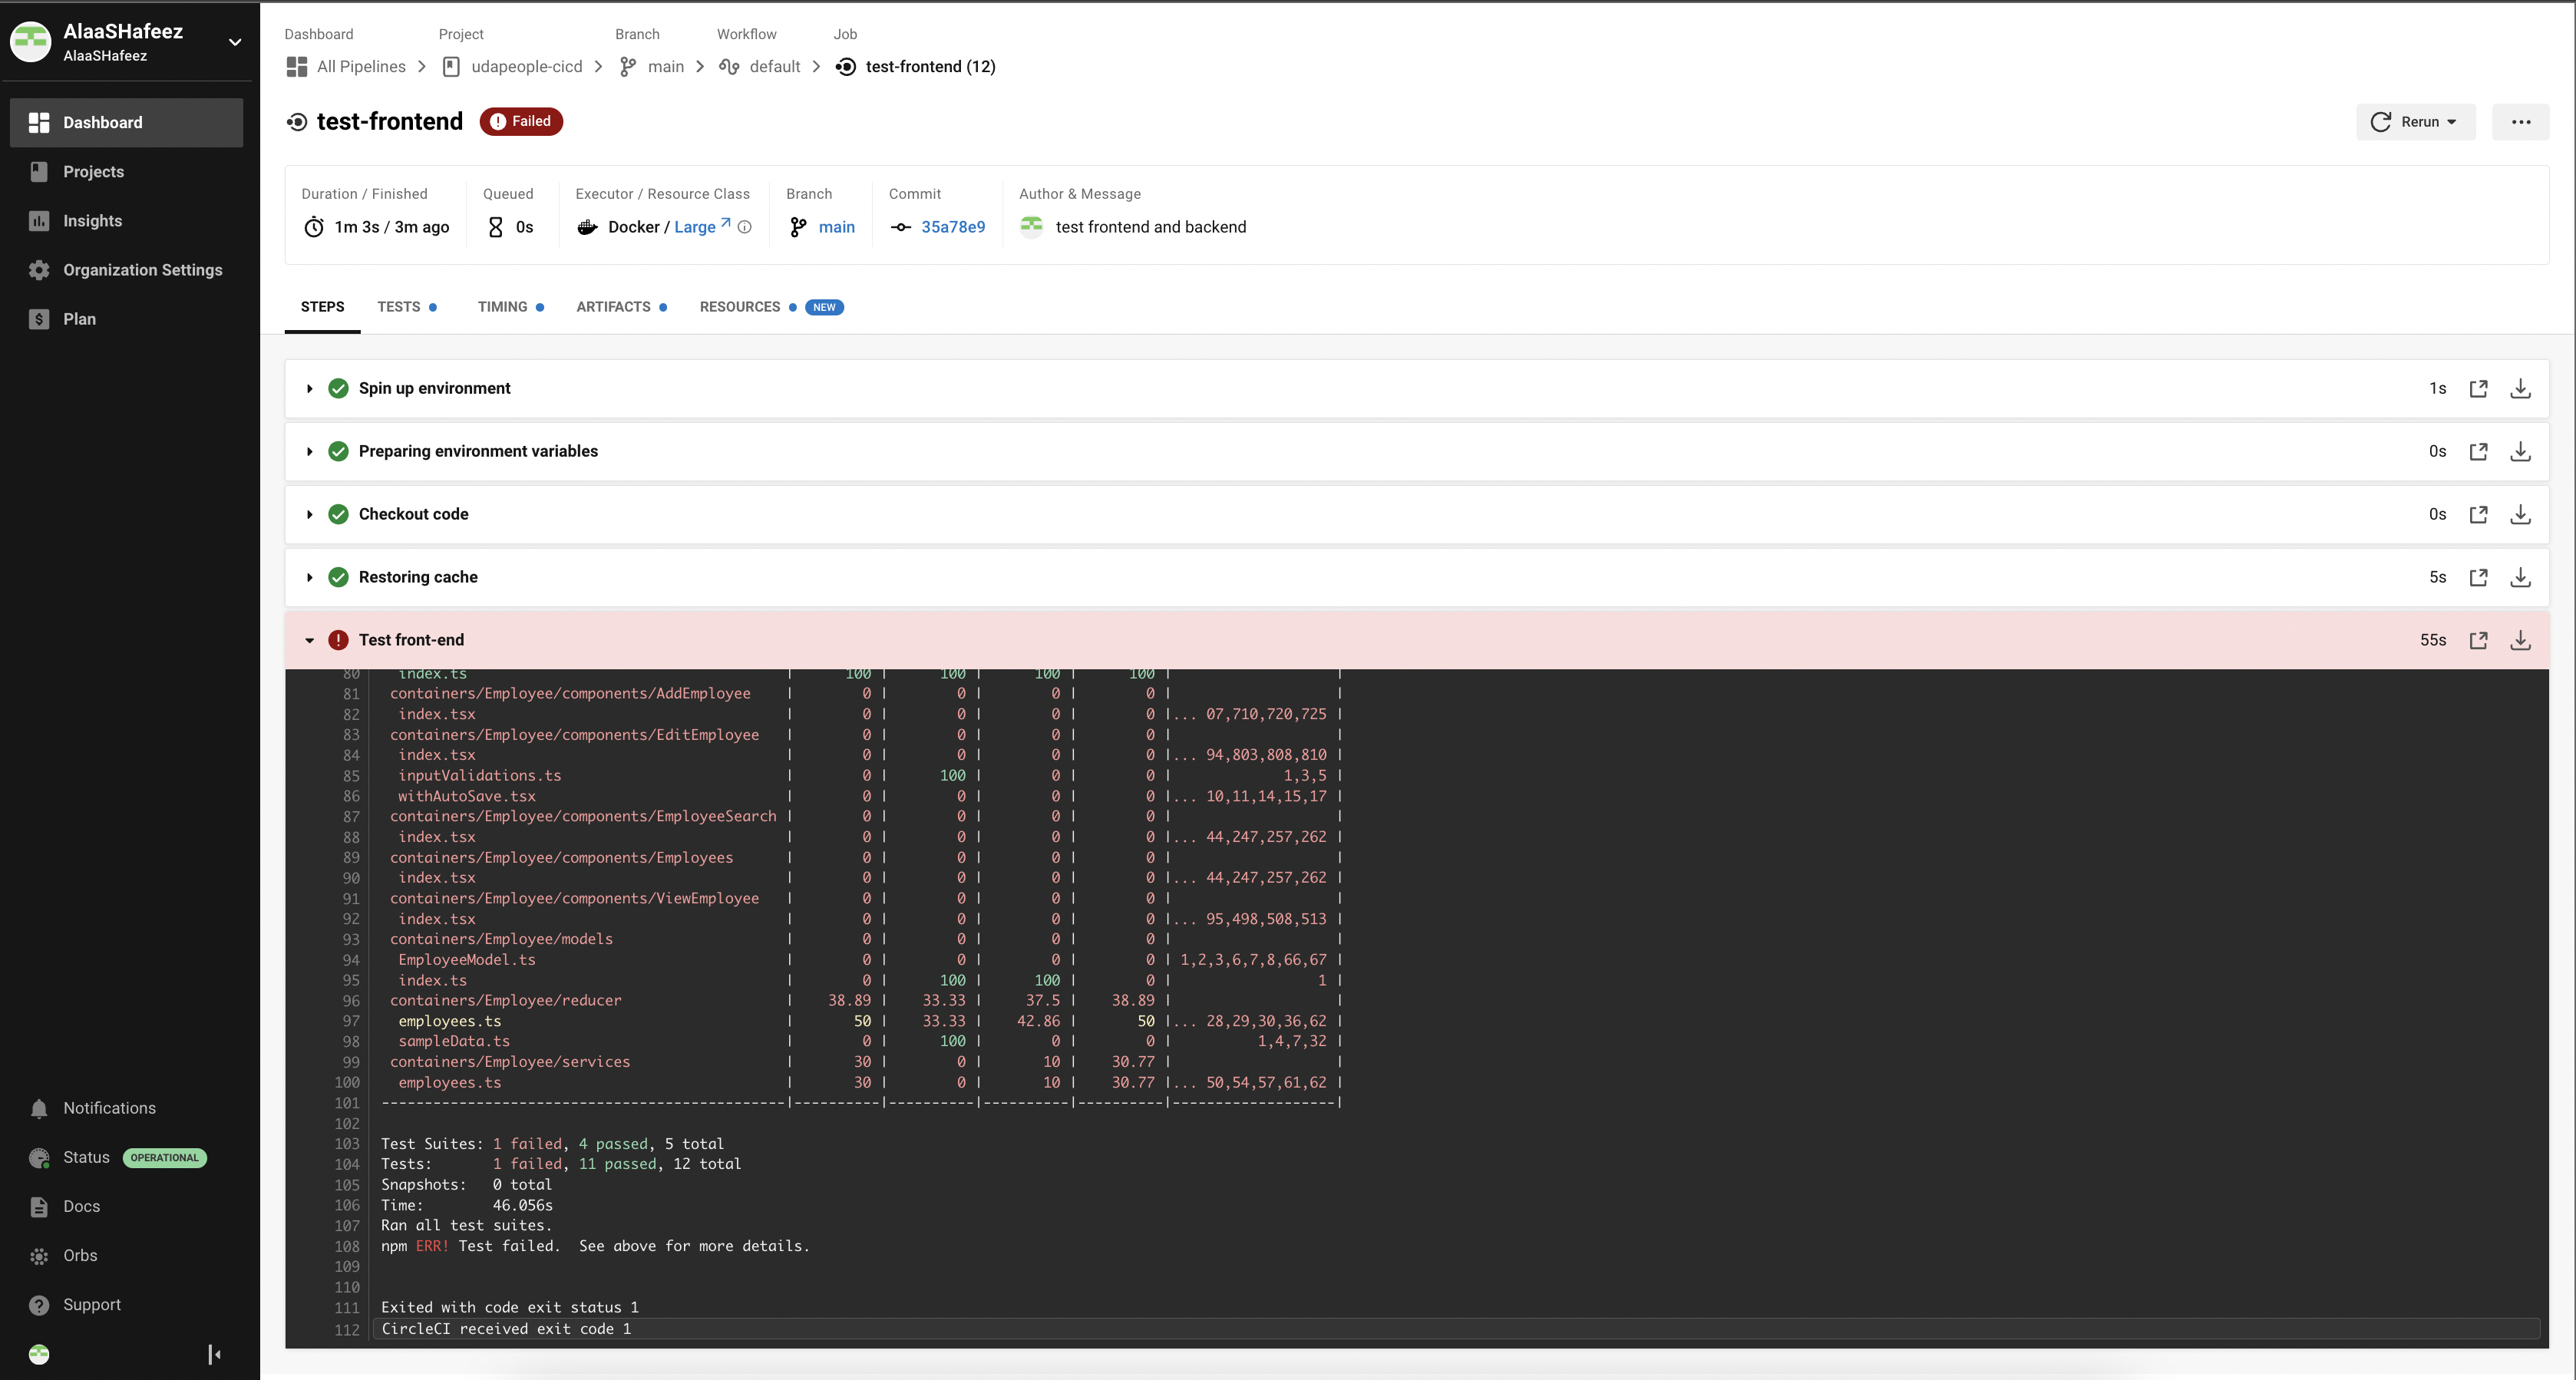 AlaaSHafeez
AlaaSHafeez
Dashboard
Projects
Insights
Organization Settings
Plan
Notifications
Status OPERATIONAL
Docs
Orbs
Support
Dashboard Project Branch Workflow Job
All Pipelines udapeople-cicd main default test-frontend (12)
test-frontend Failed
Rerun
Duration / Finished Queued Executor / Resource Class Branch Commit Author & Message
1m 3s / 3m ago 0s Docker / Large main 35a78e9 test frontend and backend
STEPS TESTS TIMING ARTIFACTS RESOURCES NEW
Spin up environment 1s
Preparing environment variables 0s
Checkout code 0s
Restoring cache 5s
Test front-end 55s
80 index.ts | 100 | 100 | 100 | 100 | |
81 containers/Employee/components/AddEmployee | 0 | 0 | 0 | 0 | |
82 index.tsx | 0 | 0 | 0 | 0 |... 07,710,720,725 |
83 containers/Employee/components/EditEmployee | 0 | 0 | 0 | 0 | |
84 index.tsx | 0 | 0 | 0 | 0 |... 94,803,808,810 |
85 inputValidations.ts | 0 | 100 | 0 | 0 | 1,3,5 |
86 withAutoSave.tsx | 0 | 0 | 0 | 0 |... 10,11,14,15,17 |
87 containers/Employee/components/EmployeeSearch | 0 | 0 | 0 | 0 | |
88 index.tsx | 0 | 0 | 0 | 0 |... 44,247,257,262 |
89 containers/Employee/components/Employees | 0 | 0 | 0 | 0 | |
90 index.tsx | 0 | 0 | 0 | 0 |... 44,247,257,262 |
91 containers/Employee/components/ViewEmployee | 0 | 0 | 0 | 0 | |
92 index.tsx | 0 | 0 | 0 | 0 |... 95,498,508,513 |
93 containers/Employee/models | 0 | 0 | 0 | 0 | |
94 EmployeeModel.ts | 0 | 0 | 0 | 0 | 1,2,3,6,7,8,66,67 |
95 index.ts | 0 | 100 | 100 | 0 | 1 |
96 containers/Employee/reducer | 38.89 | 33.33 | 37.5 | 38.89 | |
97 employees.ts | 50 | 33.33 | 42.86 | 50 |... 28,29,30,36,62 |
98 sampleData.ts | 0 | 100 | 0 | 0 | 1,4,7,32 |
99 containers/Employee/services | 30 | 0 | 10 | 30.77 | |
100 employees.ts | 30 | 0 | 10 | 30.77 |... 50,54,57,61,62 |
101 -----------------------------------------------|----------|----------|----------|----------|-------------------|
102
103 Test Suites: 1 failed, 4 passed, 5 total
104 Tests: 1 failed, 11 passed, 12 total
105 Snapshots: 0 total
106 Time: 46.056s
107 Ran all test suites.
108 npm ERR! Test failed. See above for more details.
109
110
111 Exited with code exit status 1
112 CircleCI received exit code 1